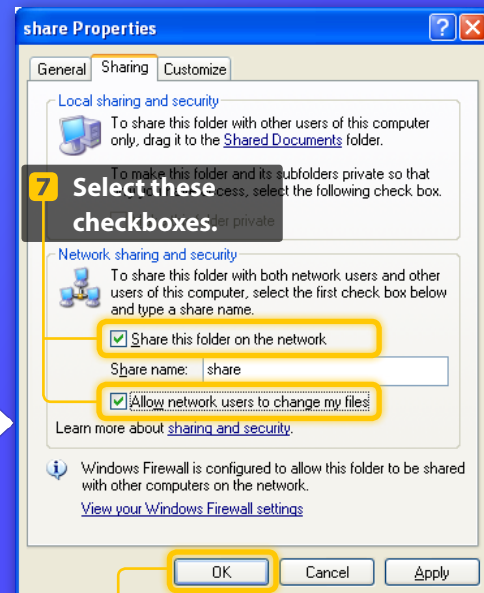 share Properties
General Sharing Customize
Local sharing and security
To share this folder with other users of this computer
only, drag it to the Shared Documents folder.
To make this folder and its subfolders private so that
select the following check box.
private
7 Select these
checkboxes.
Network sharing and security
To share this folder with both network users and other
users of this computer, select the first check box below
and type a share name.
Share this folder on the network
Share name: share
Allow network users to change my files
Learn more about sharing and security.
Windows Firewall is configured to allow this folder to be shared
with other computers on the network.
View your Windows Firewall settings
OK Cancel Apply